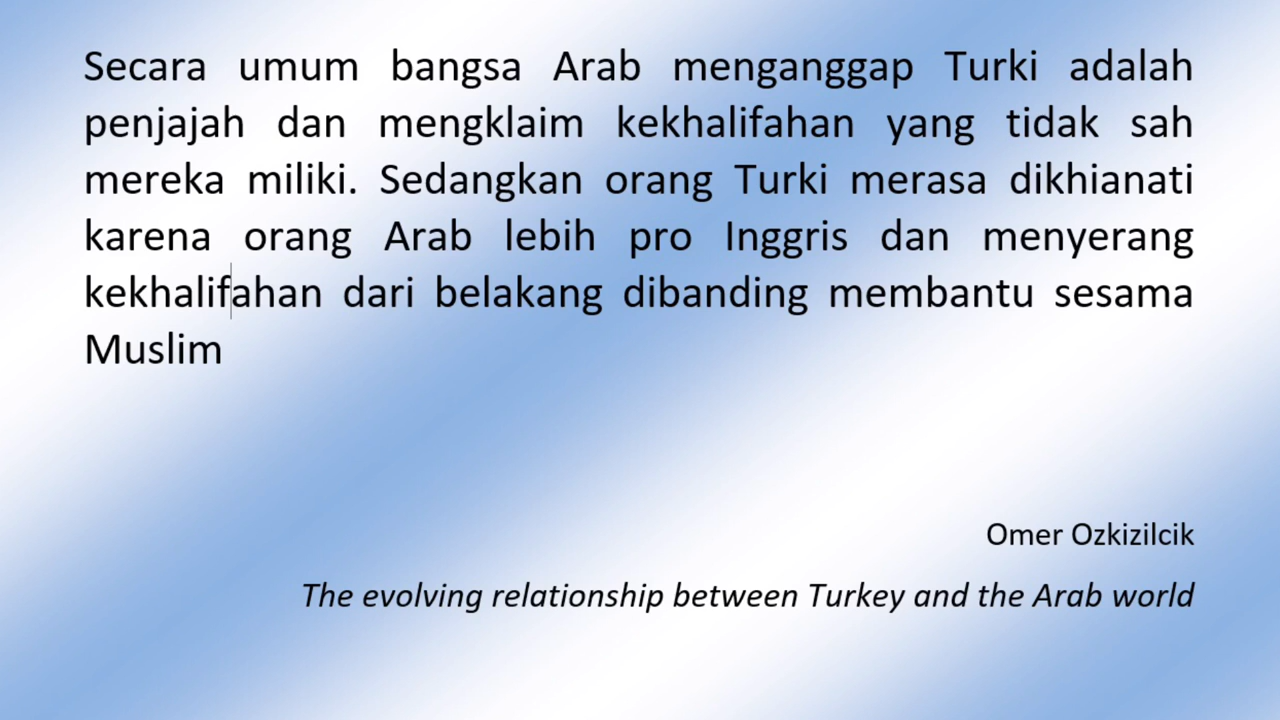 Secara umum bangsa Arab menganggap Turki adalah
penjajah dan mengklaim kekhalifahan yang tidak sah
mereka miliki. Sedangkan orang Turki merasa dikhianati
karena orang Arab lebih pro Inggris dan menyerang
kekhalifahan dari belakang dibanding membantu sesama
Muslim
Omer Ozkizilcik
The evolving relationship between Turkey and the Arab world